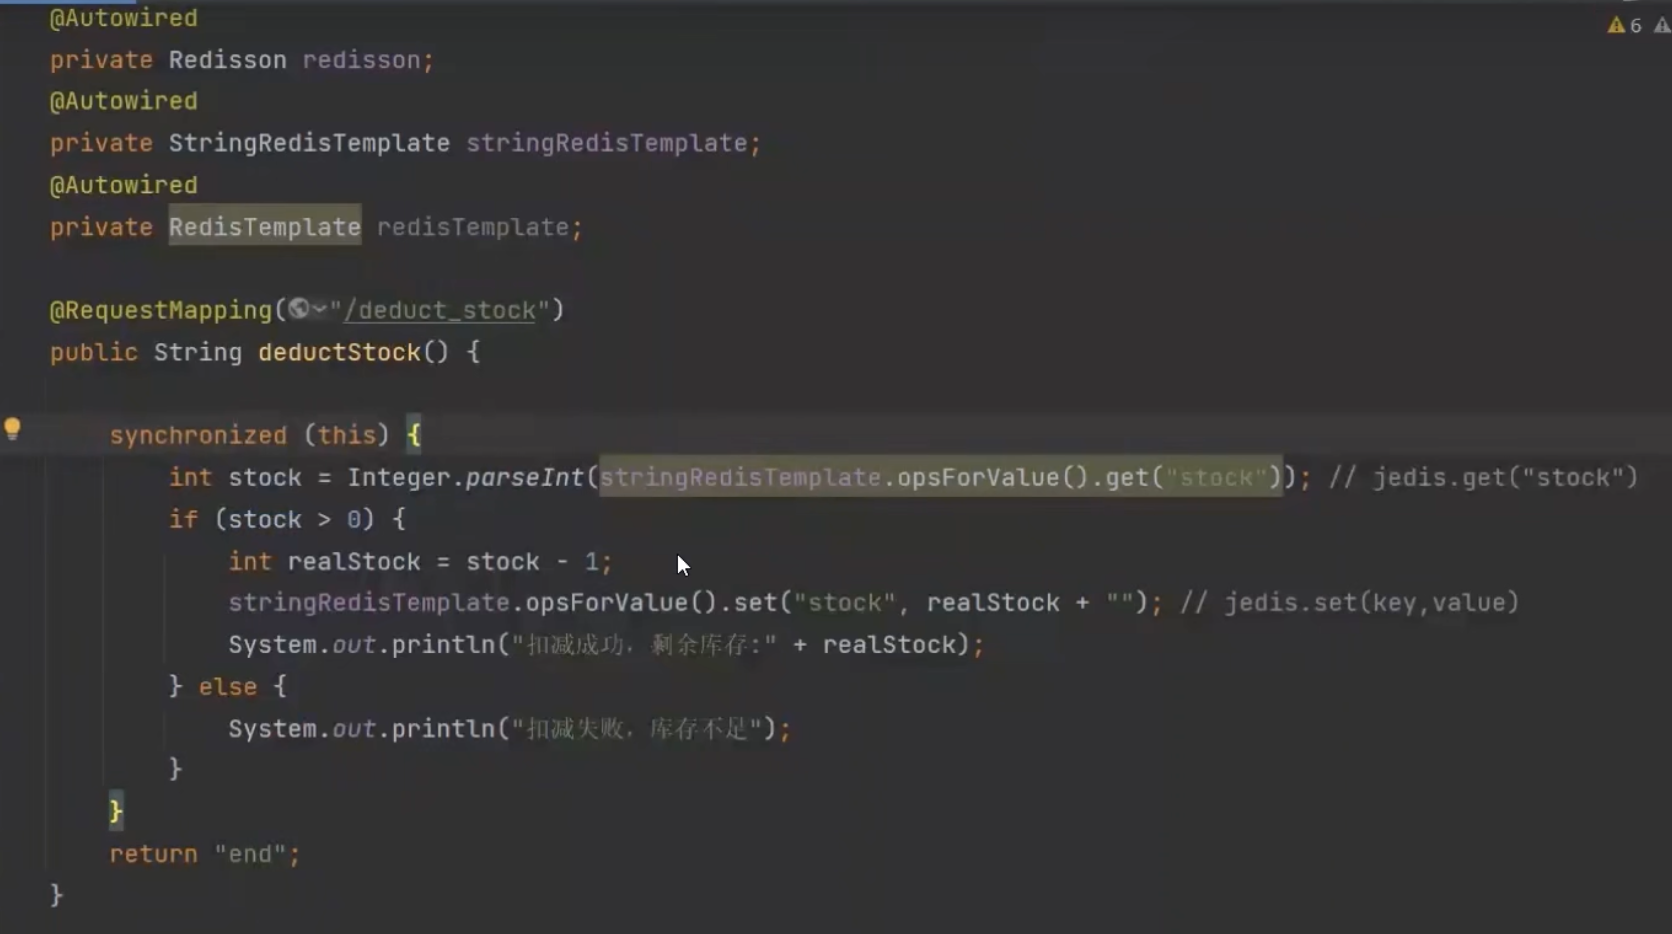 @Autowired
private Redisson redisson;
@Autowired
private StringRedisTemplate stringRedisTemplate;
@Autowired
private RedisTemplate redisTemplate;
@RequestMapping("/deduct_stock")
public String deductStock() {
synchronized (this) {
int stock = Integer.parseInt(stringRedisTemplate.opsForValue().get("stock")); // jedis.get("stock")
if (stock > 0) {
int realStock = stock - 1;
stringRedisTemplate.opsForValue().set("stock", realStock + ""); // jedis.set(key,value)
System.out.println("扣减成功，剩余库存:" + realStock);
} else {
System.out.println("扣减失败，库存不足");
}
}
return "end";
}
6